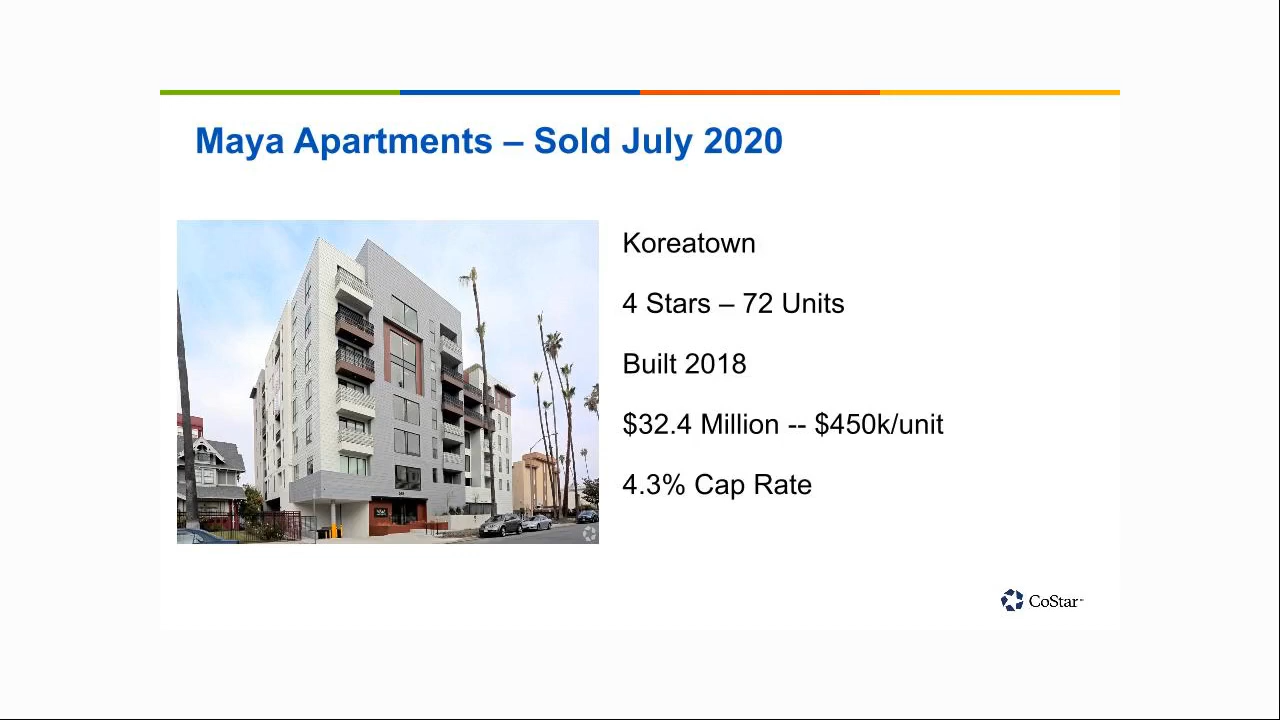 Maya Apartments – Sold July 2020
Koreatown
4 Stars – 72 Units
Built 2018
$32.4 Million -- $450k/unit
4.3% Cap Rate
CoStar™